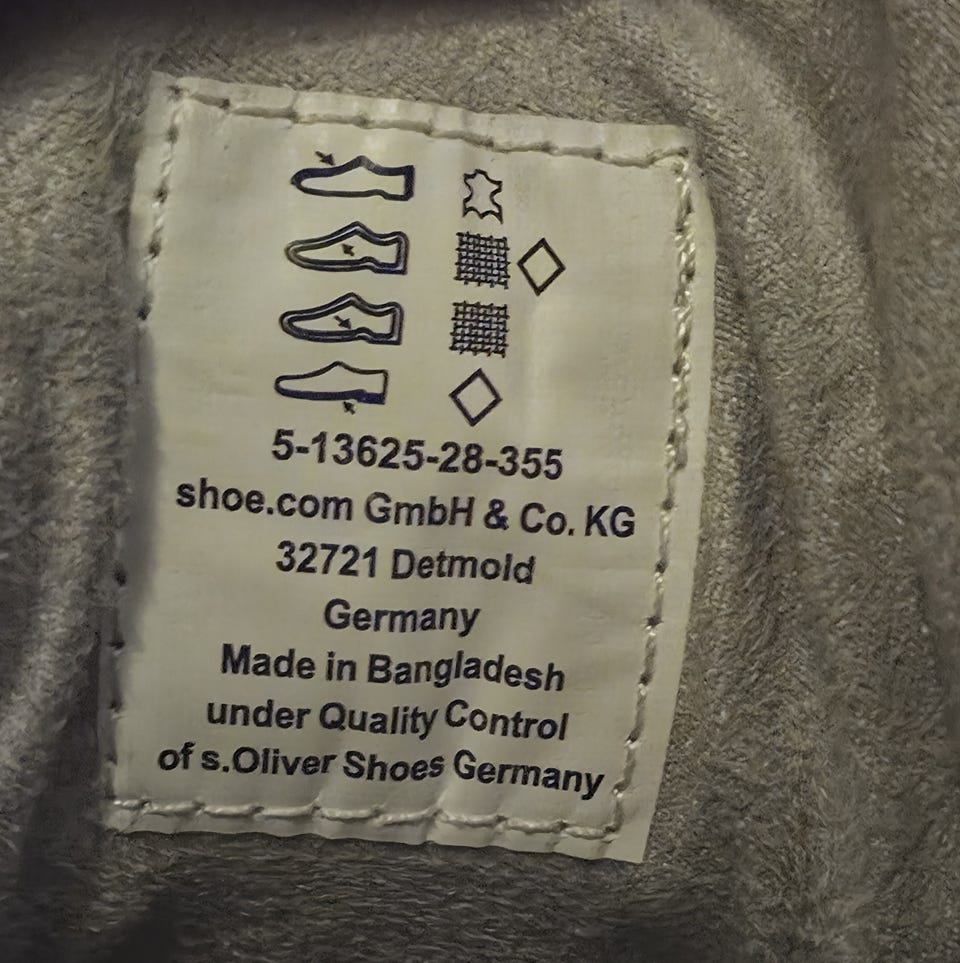 5-13625-28-355
shoe.com GmbH & Co. KG
32721 Detmold
Germany
Made in Bangladesh
under Quality Control
of s.Oliver Shoes Germany